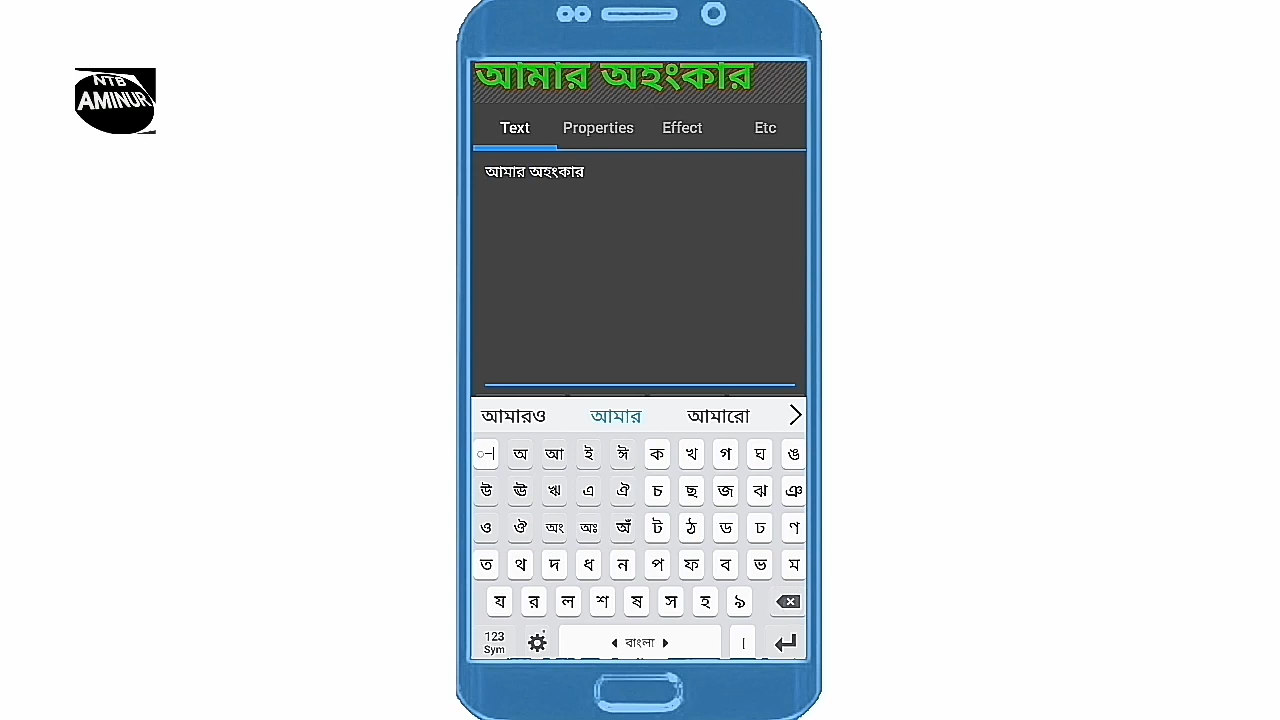 NTB
AMINUR
আমার অহংকার
Text Properties Effect Etc
আমার অহংকার
আমারও আমার আমারো
অ আ ই ঈ ক খ গ ঘ ঙ
উ ঊ ঋ এ ঐ চ ছ জ ঝ ঞ
ও ঔ অং অঃ অঁ ট ঠ ড ঢ ণ
ত থ দ ধ ন প ফ ব ভ ম
য র ল শ ষ স হ ৯
123
Sym
বাংলা